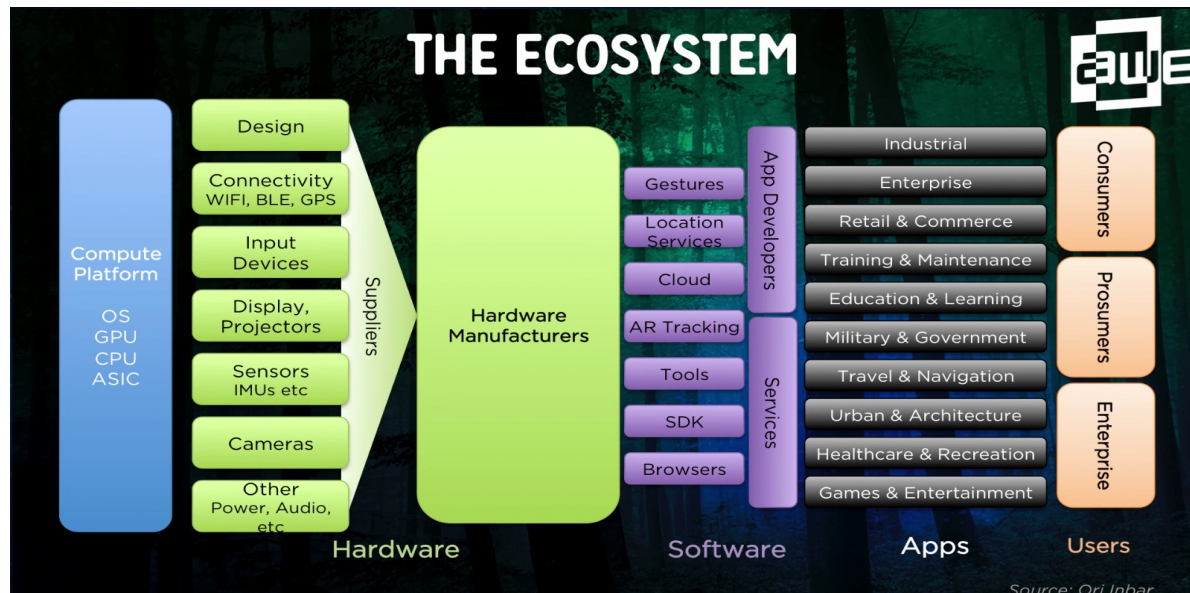 THE ECOSYSTEM
awe
Compute
Platform
OS
GPU
CPU
ASIC
Design
Connectivity
WIFI, BLE, GPS
Input
Devices
Display,
Projectors
Sensors
IMUs etc
Cameras
Other
Power, Audio,
etc
Suppliers
Hardware
Manufacturers
Gestures
Location
Services
Cloud
AR Tracking
Tools
SDK
Browsers
App Developers
Services
Industrial
Enterprise
Retail & Commerce
Training & Maintenance
Education & Learning
Military & Government
Travel & Navigation
Urban & Architecture
Healthcare & Recreation
Games & Entertainment
Consumers
Prosumers
Enterprise
Hardware
Software
Apps
Users
Source: Ori Inbar